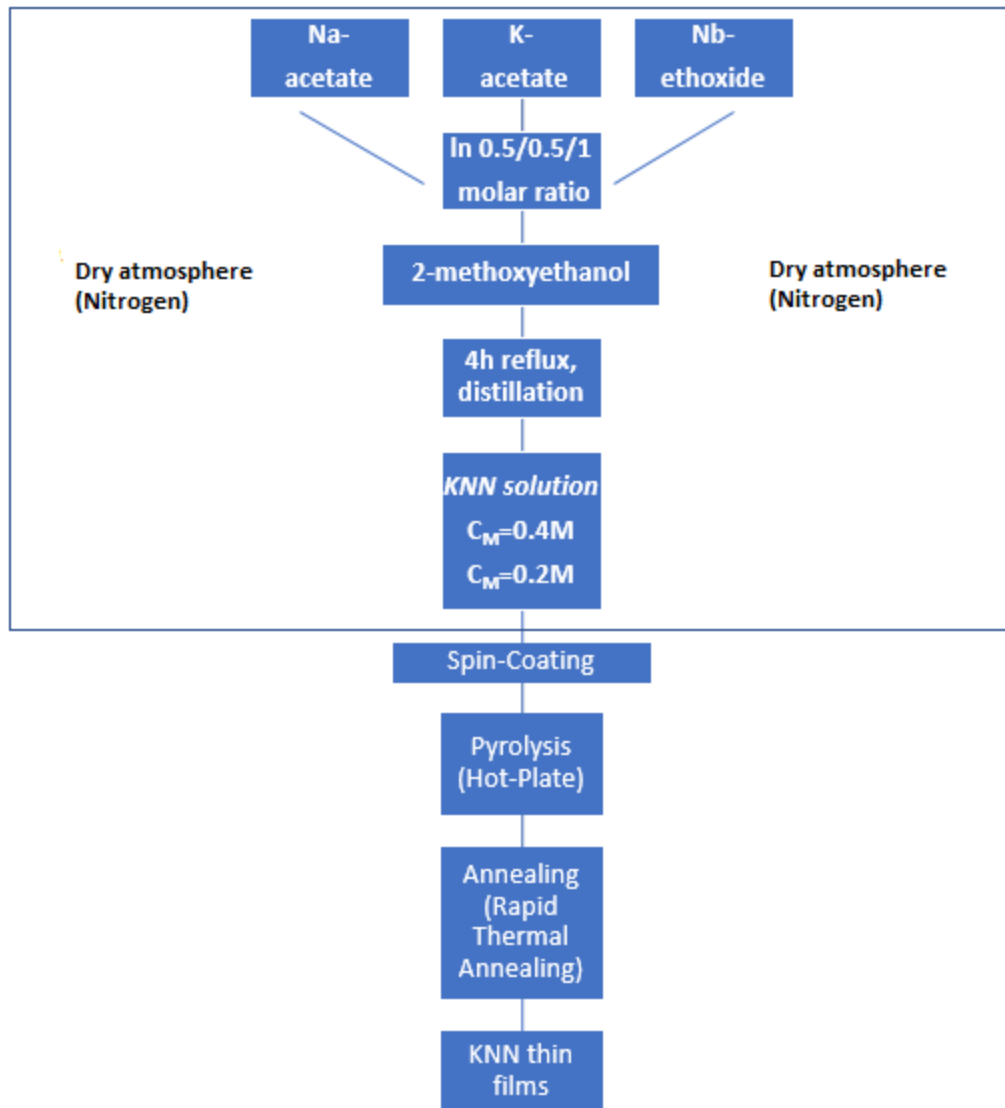 Na-
acetate
K-
acetate
Nb-
ethoxide
In 0.5/0.5/1
molar ratio
2-methoxyethanol
Dry atmosphere
(Nitrogen)
Dry atmosphere
(Nitrogen)
4h reflux,
distillation
KNN solution
C_M=0.4M
C_M=0.2M
Spin-Coating
Pyrolysis
(Hot-Plate)
Annealing
(Rapid
Thermal
Annealing)
KNN thin
films